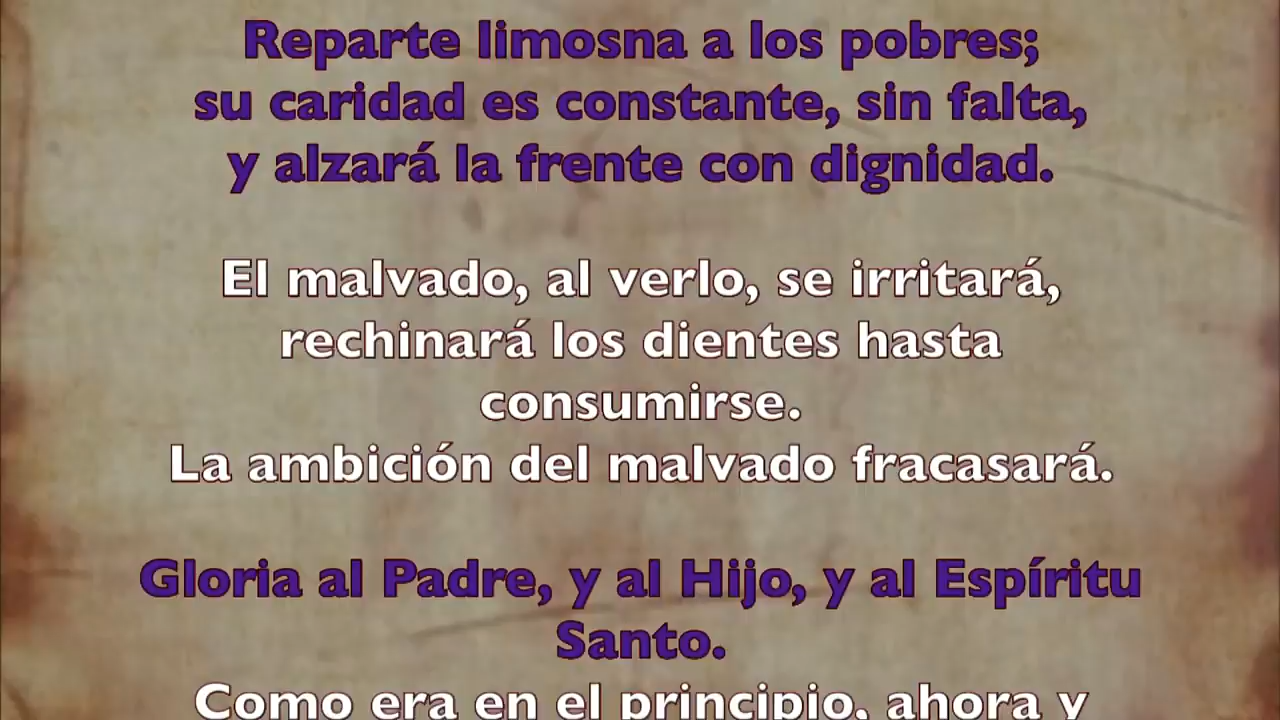 Reparte limosna a los pobres;
su caridad es constante, sin falta,
y alzará la frente con dignidad.
El malvado, al verlo, se irritará,
rechinará los dientes hasta
consumirse.
La ambición del malvado fracasará.
Gloria al Padre, y al Hijo, y al Espíritu
Santo.
Como era en el principio, ahora y